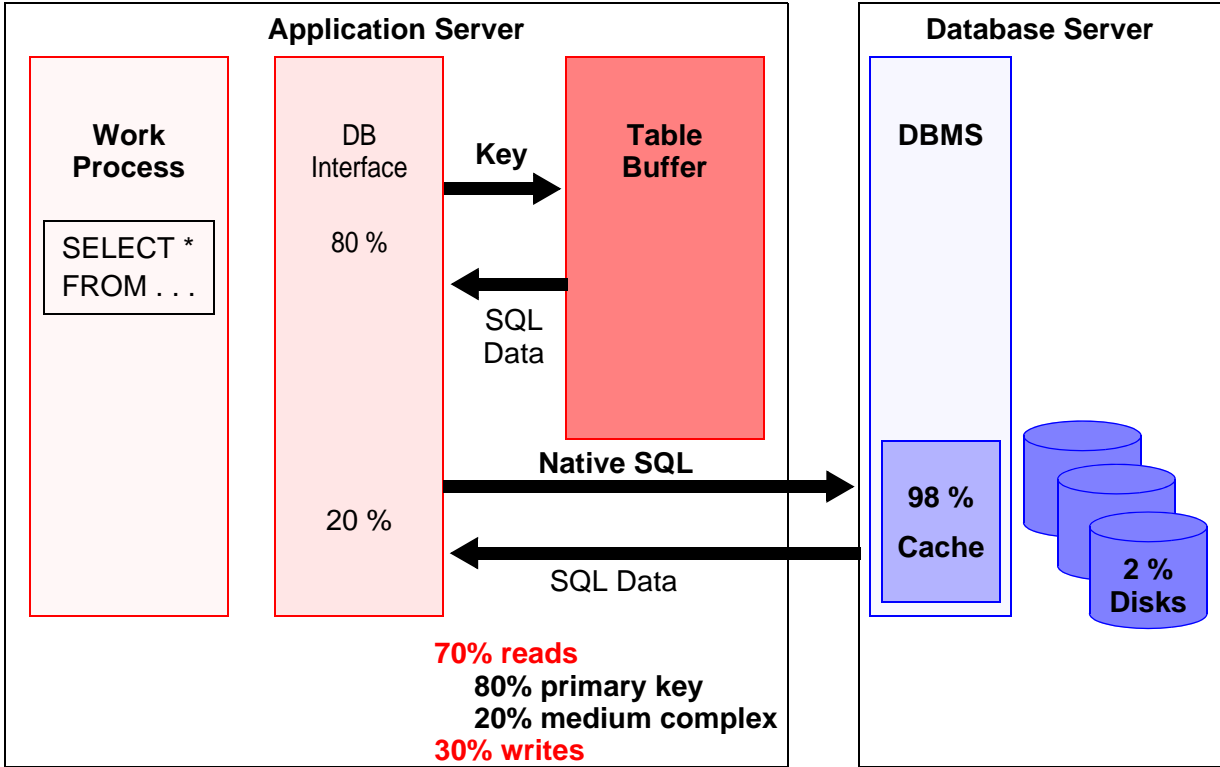 Application Server
Database Server
Work
Process
DB
Interface
Key
Table
Buffer
DBMS
SELECT *
FROM . . .
80 %
SQL
Data
Native SQL
98 %
Cache
20 %
SQL Data
2 %
Disks
70% reads
80% primary key
20% medium complex
30% writes